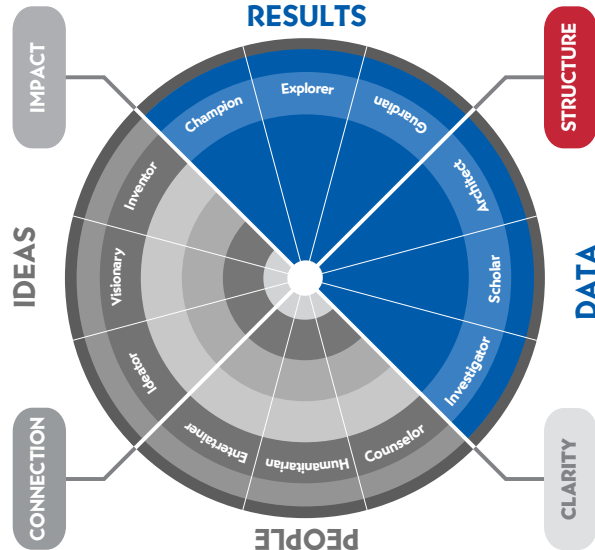 RESULTS
IMPACT
STRUCTURE
Champion
Explorer
Guardian
Inventor
Architect
IDEAS
Visionary
Scholar
DATA
Ideator
Investigator
Entertainer
Humanitarian
Counselor
CONNECTION
CLARITY
PEOPLE